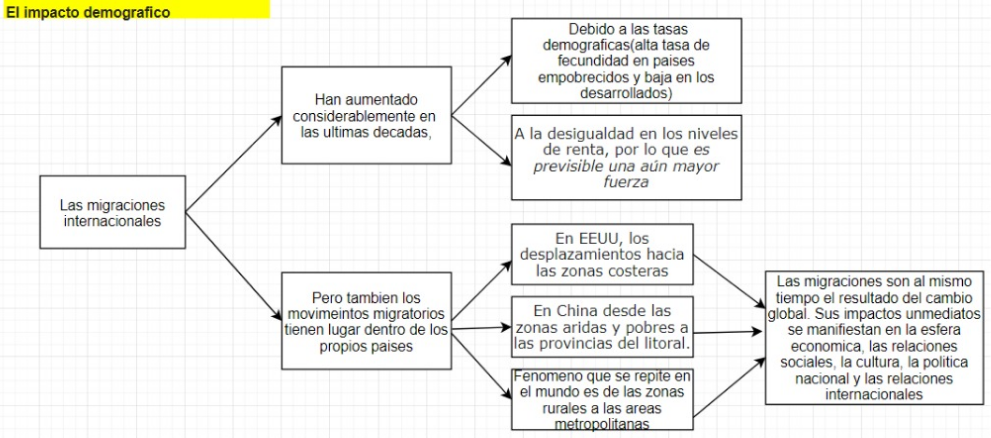 El impacto demografico
Las migraciones
internacionales
Han aumentado
considerablemente en
las ultimas decadas,
Debido a las tasas
demograficas(alta tasa de
fecundidad en paises
empobrecidos y baja en los
desarrollados)
A la desigualdad en los niveles
de renta, por lo que es
previsible una aún mayor
fuerza
Pero tambien los
movimeintos migratorios
tienen lugar dentro de los
propios paises
En EEUU, los
desplazamientos hacia
las zonas costeras
En China desde las
zonas aridas y pobres a
las provincias del litoral.
Fenomeno que se repite en
el mundo es de las zonas
rurales a las areas
metropolitanas
Las migraciones son al mismo
tiempo el resultado del cambio
global. Sus impactos unmediatos
se manifiestan en la esfera
economica, las relaciones
sociales, la cultura, la politica
nacional y las relaciones
internacionales